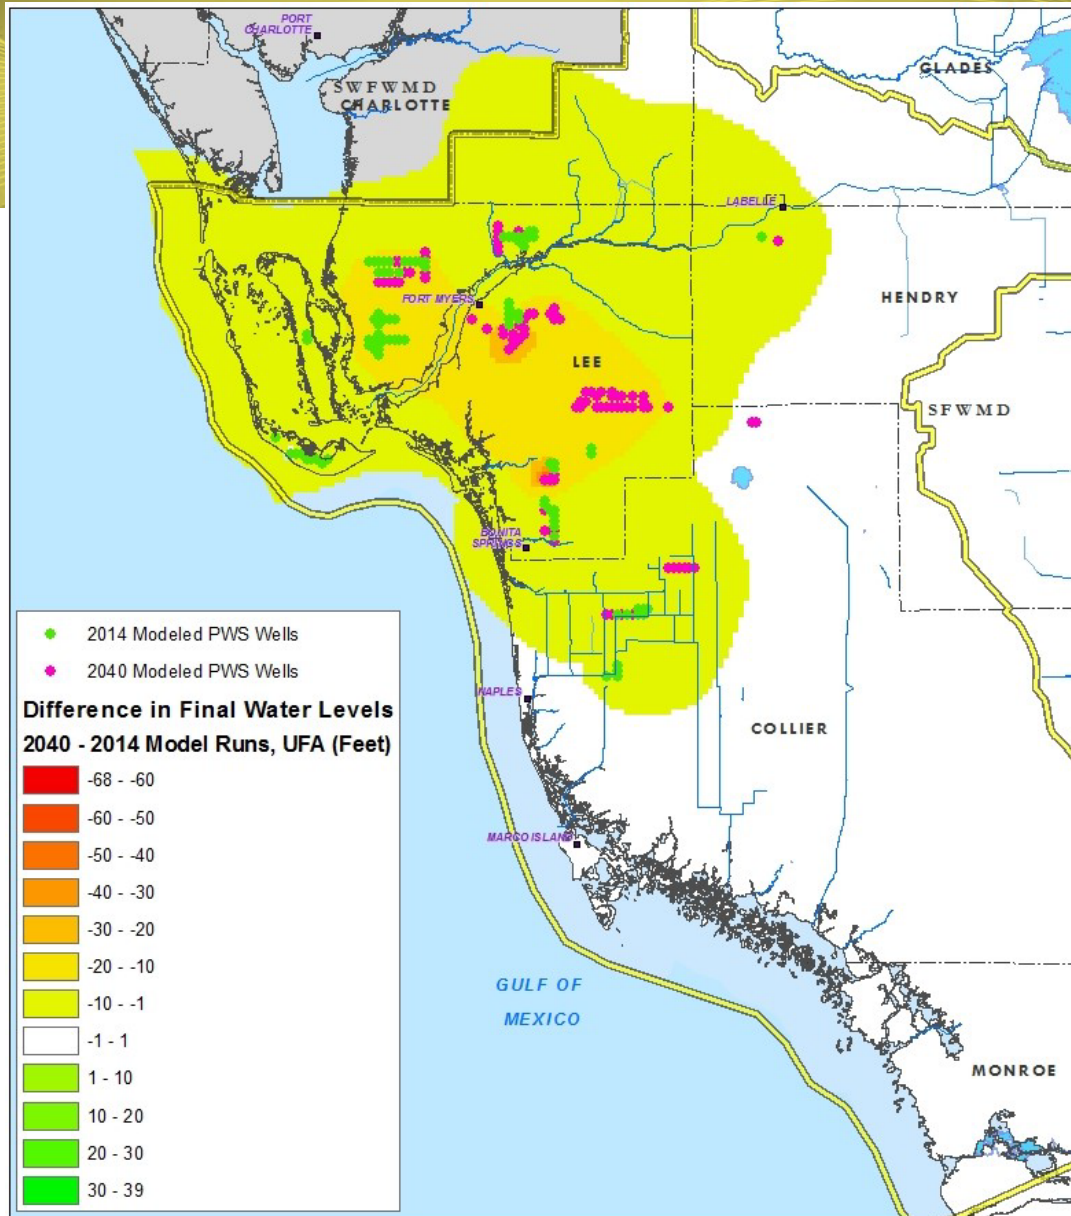 PORT
CHARLOTTE
SWFWMD
CHARLOTTE
GLADES
LABELLE
HENDRY
FORT MYERS
LEE
SFWMD
BONITA
SPRINGS
NAPLES
COLLIER
MARCO ISLAND
GULF OF
MEXICO
MONROE
2014 Modeled PWS Wells
2040 Modeled PWS Wells
Difference in Final Water Levels
2040 - 2014 Model Runs, UFA (Feet)
-68 - -60
-60 - -50
-50 - -40
-40 - -30
-30 - -20
-20 - -10
-10 - -1
-1 - 1
1 - 10
10 - 20
20 - 30
30 - 39